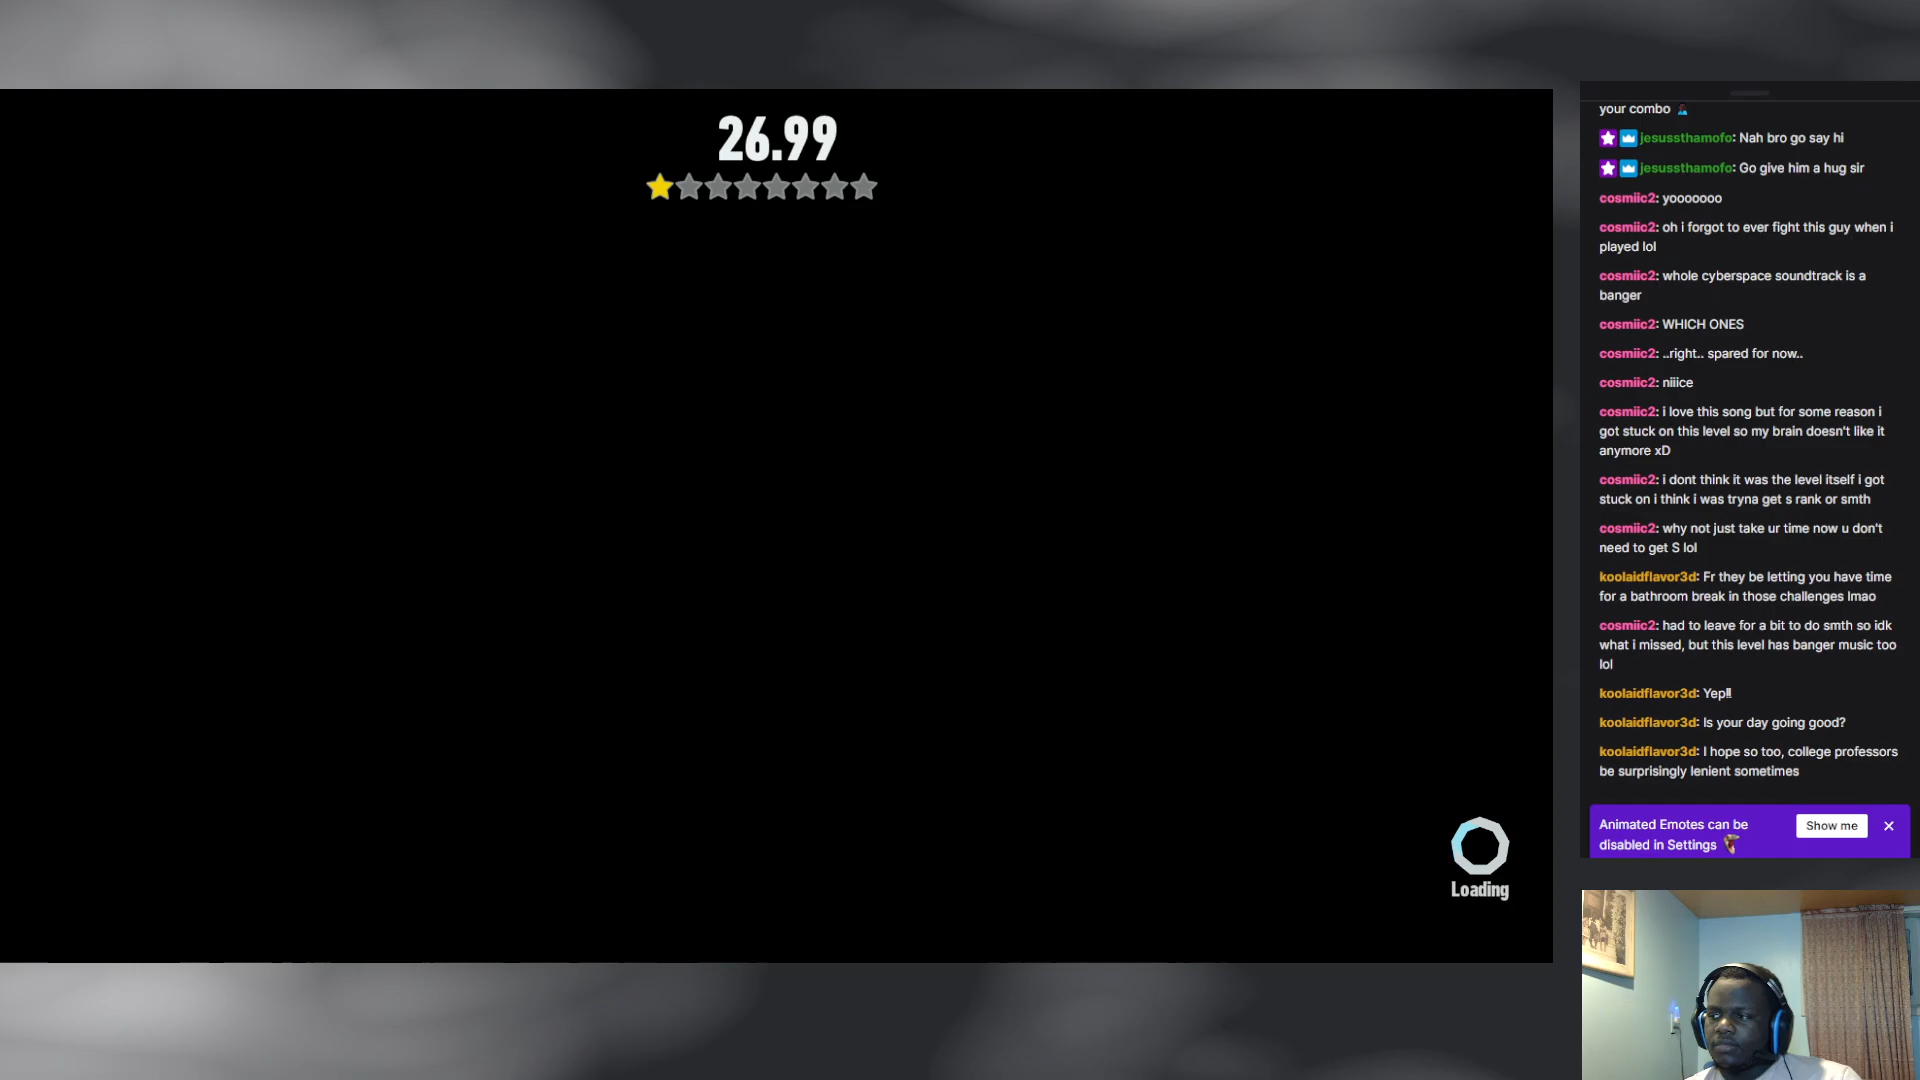 26.99
Loading
your combo
jesussthamofo: Nah bro go say hi
jesussthamofo: Go give him a hug sir
cosmiic2: yooooooo
cosmiic2: oh i forgot to ever fight this guy when i
played lol
cosmiic2: whole cyberspace soundtrack is a
banger
cosmiic2: WHICH ONES
cosmiic2: ..right.. spared for now..
cosmiic2: niiice
cosmiic2: i love this song but for some reason i
got stuck on this level so my brain doesn't like it
anymore xD
cosmiic2: i dont think it was the level itself i got
stuck on i think i was tryna get s rank or smth
cosmiic2: why not just take ur time now u don't
need to get S lol
koolaidflavor3d: Fr they be letting you have time
for a bathroom break in those challenges lmao
cosmiic2: had to leave for a bit to do smth so idk
what i missed, but this level has banger music too
lol
koolaidflavor3d: Yep!!
koolaidflavor3d: Is your day going good?
koolaidflavor3d: I hope so too, college professors
be surprisingly lenient sometimes
Animated Emotes can be
disabled in Settings
Show me